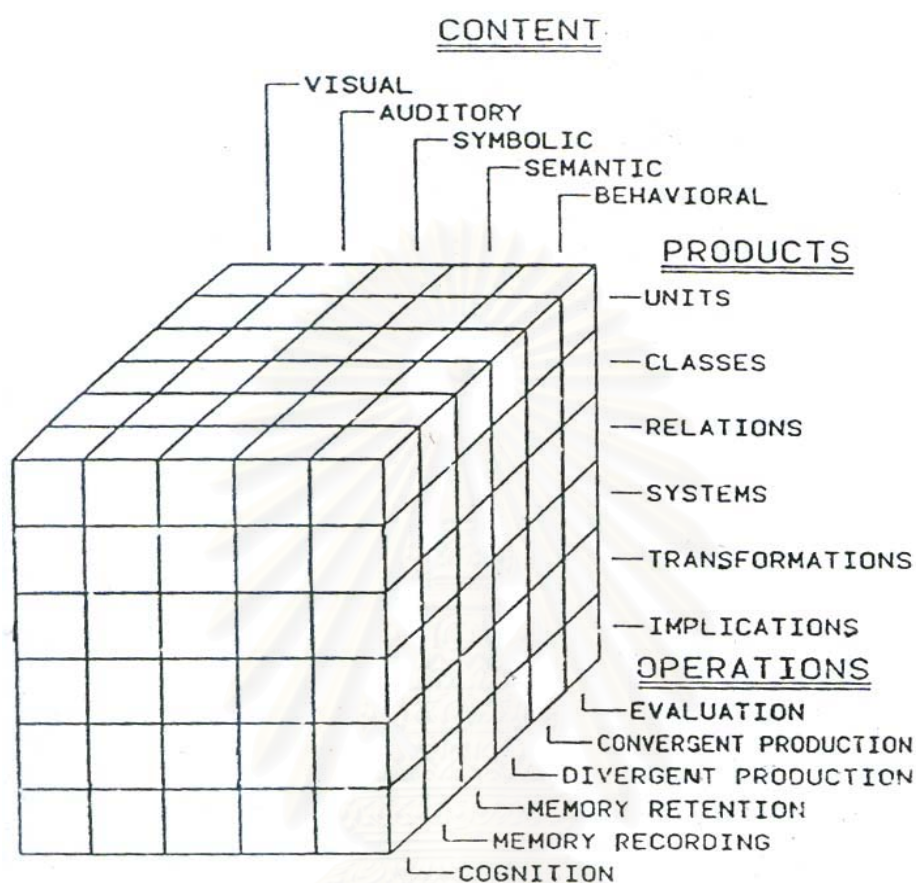 CONTENT
VISUAL
AUDITORY
SYMBOLIC
SEMANTIC
BEHAVIORAL
PRODUCTS
UNITS
CLASSES
RELATIONS
SYSTEMS
TRANSFORMATIONS
IMPLICATIONS
OPERATIONS
EVALUATION
CONVERGENT PRODUCTION
DIVERGENT PRODUCTION
MEMORY RETENTION
MEMORY RECORDING
COGNITION